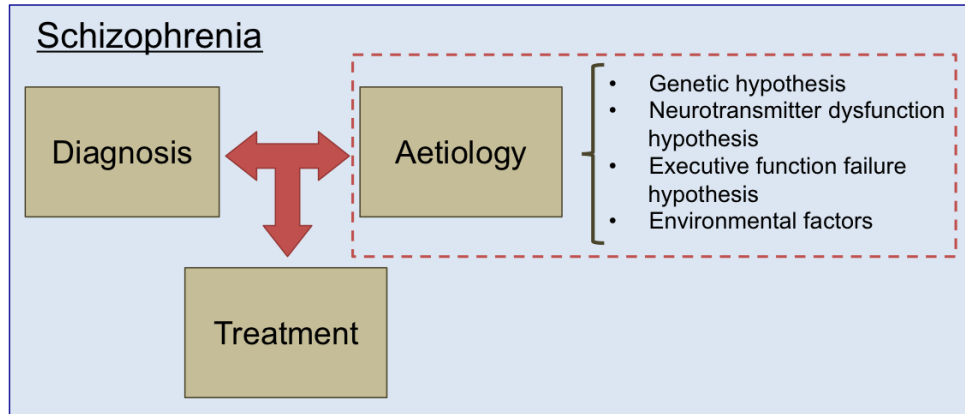 Schizophrenia
Diagnosis
Aetiology
• Genetic hypothesis
• Neurotransmitter dysfunction
hypothesis
• Executive function failure
hypothesis
• Environmental factors
Treatment